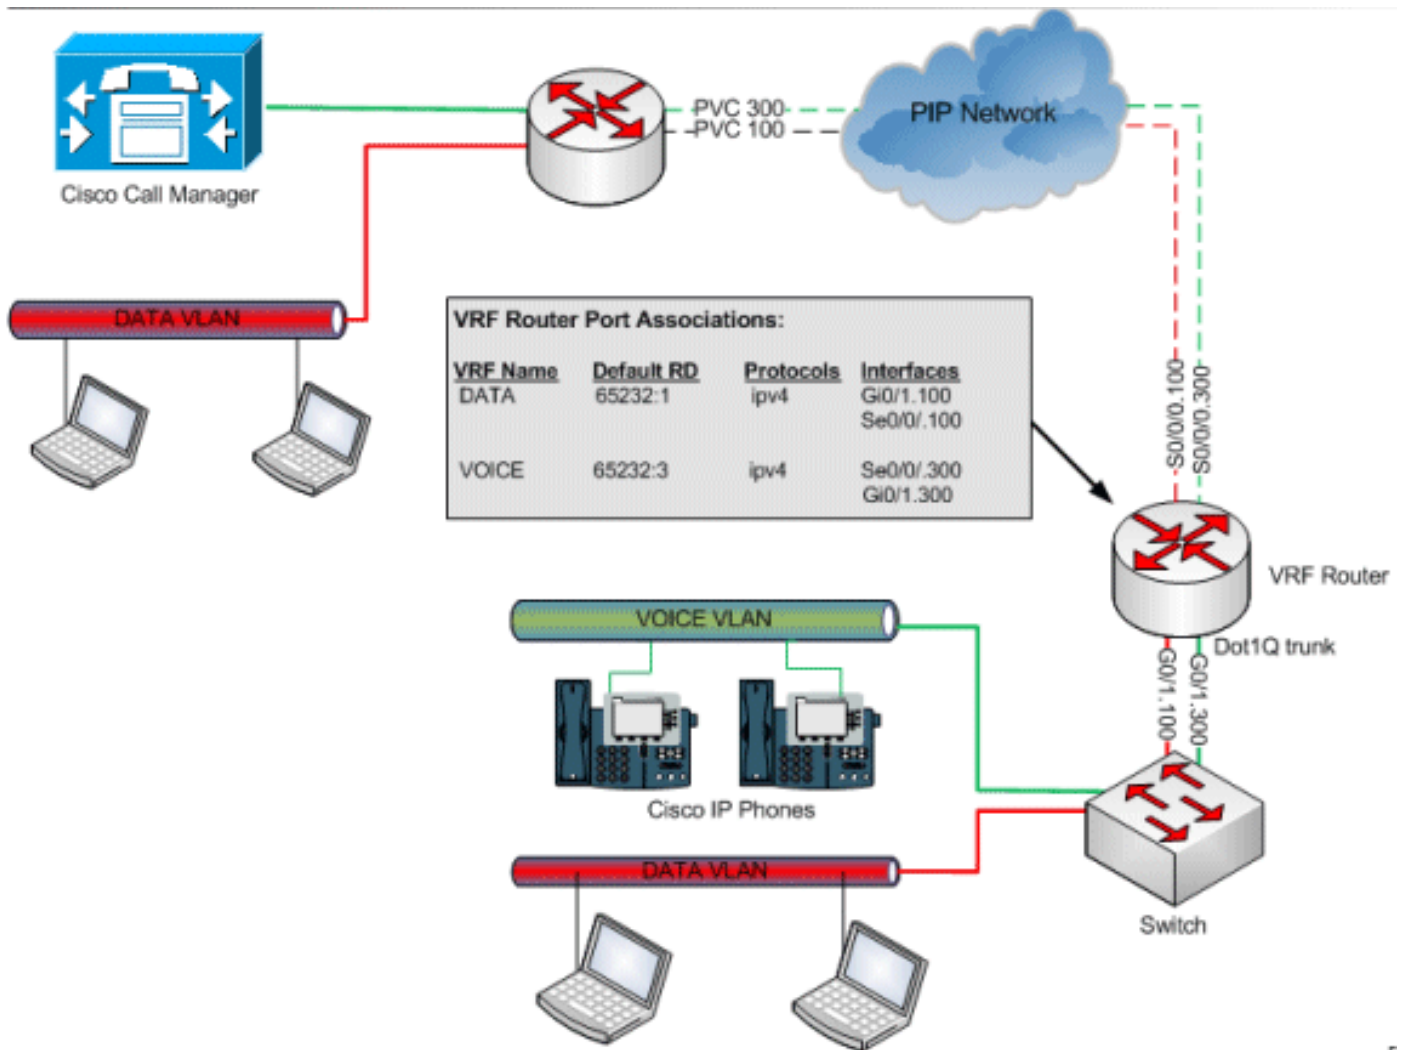 PIP Network
PVC 300
PVC 100
Cisco Call Manager
DATA VLAN
VRF Router Port Associations:
VRF Name Default RD Protocols Interfaces
DATA 65232:1 ipv4 Gi0/1.100
Se0/0/.100
VOICE 65232:3 ipv4 Se0/0/.300
Gi0/1.300
S0/0/0.100
S0/0/0.300
VRF Router
Dot1Q trunk
G0/1.100
G0/1.300
VOICE VLAN
Cisco IP Phones
DATA VLAN
Switch